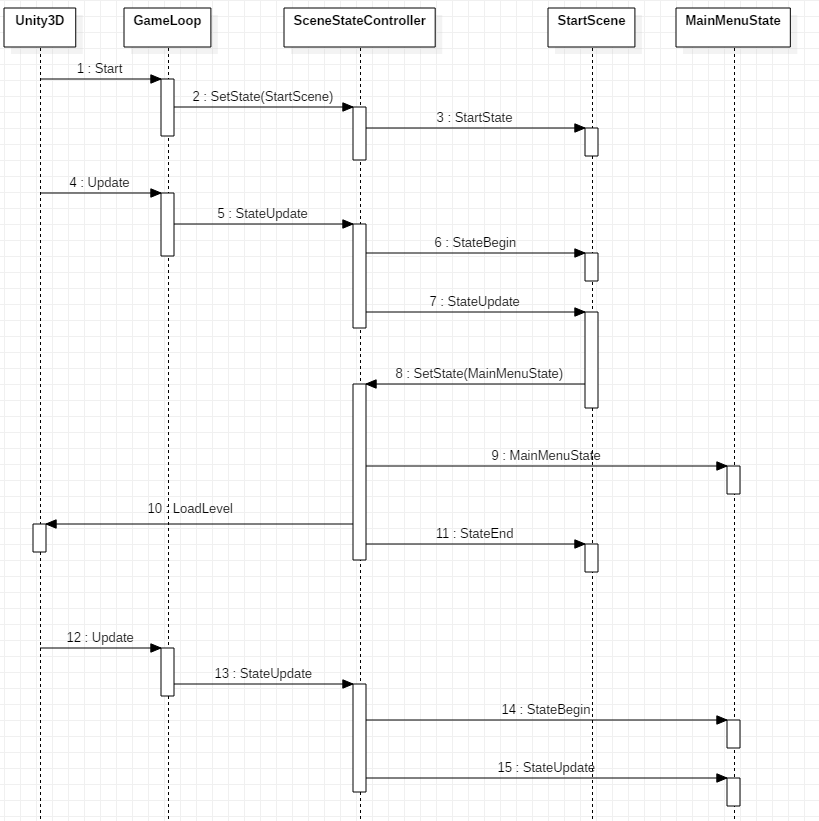 Unity3D
GameLoop
SceneStateController
StartScene
MainMenuState
1 : Start
2 : SetState(StartScene)
3 : StartState
4 : Update
5 : StateUpdate
6 : StateBegin
7 : StateUpdate
8 : SetState(MainMenuState)
9 : MainMenuState
10 : LoadLevel
11 : StateEnd
12 : Update
13 : StateUpdate
14 : StateBegin
15 : StateUpdate